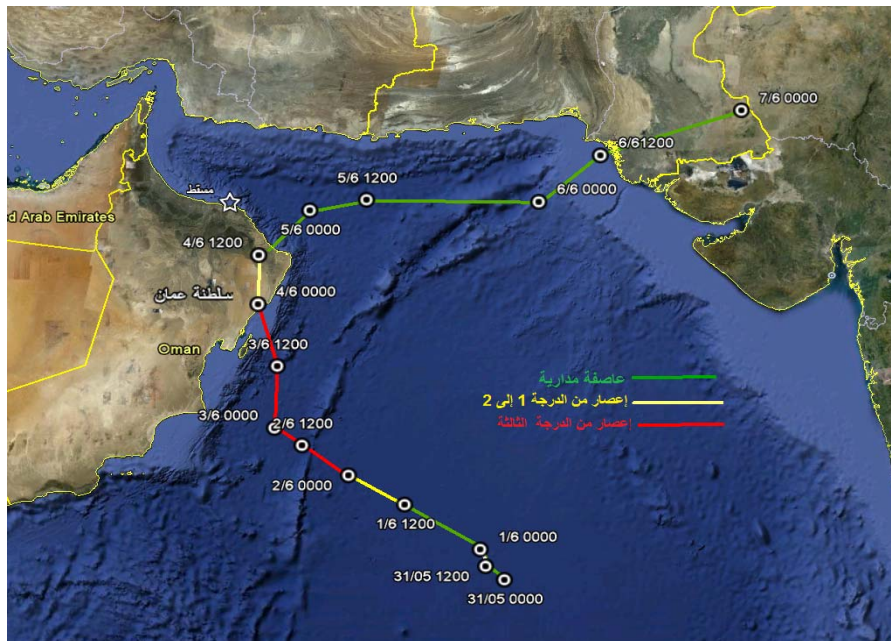 7/6 0000
6/61200
5/6 1200
مسقط
6/6 0000
d Arab Emirates
5/6 0000
4/6 1200
سلطنة عمان
4/6 0000
3/6 1200
Oman
عاصفة مدارية
إعصار من الدرجة 1 إلى 2
3/6 0000
2/6 1200
إعصار من الدرجة الثالثة
2/6 0000
1/6 1200
1/6 0000
31/05 1200
31/05 0000